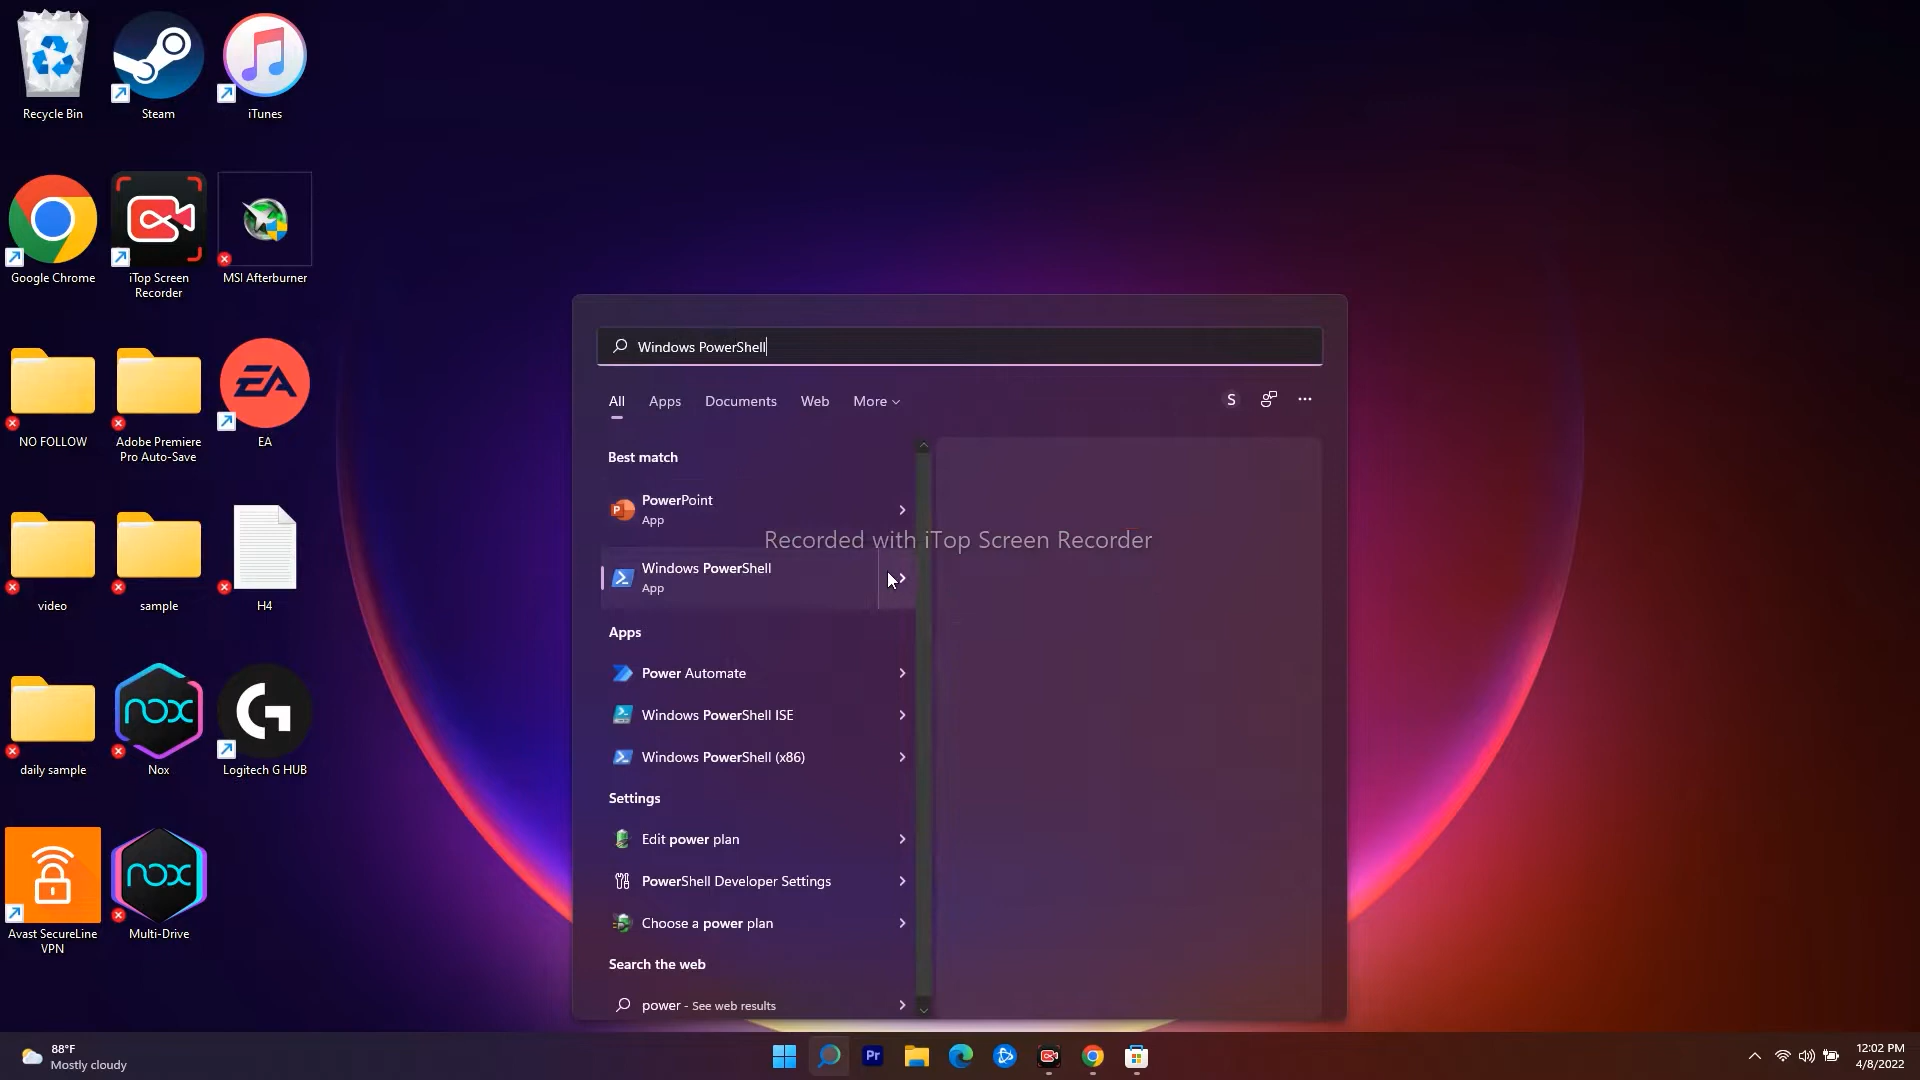 Recycle Bin
Steam
iTunes
Google Chrome
iTop Screen
Recorder
MSI Afterburner
NO FOLLOW
Adobe Premiere
Pro Auto-Save
EA
EA
video
sample
H4
daily sample
nox
Nox
G
Logitech G HUB
Avast SecureLine
VPN
nox
Multi-Drive
Windows PowerShell
All
Apps
Documents
Web
More
S
Best match
P
PowerPoint
App
Recorded with iTop Screen Recorder
Windows PowerShell
App
Apps
Power Automate
Windows PowerShell ISE
Windows PowerShell (x86)
Settings
Edit power plan
PowerShell Developer Settings
Choose a power plan
Search the web
power - See web results
88°F
Mostly cloudy
Pr
12:02 PM
4/8/2022